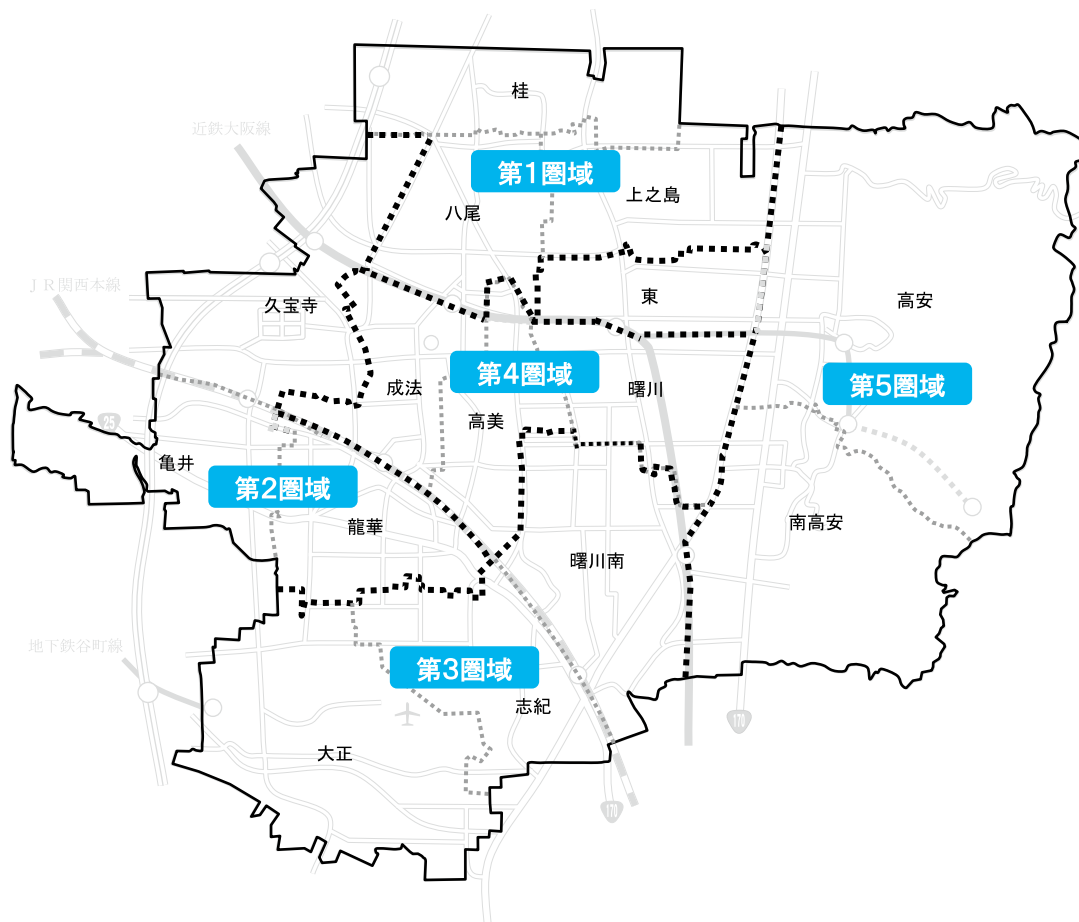 桂
近鉄大阪線
第1圏域
上之島
八尾
JR関西本線
久宝寺
東
高安
第4圏域
成法
曙川
第5圏域
高美
25
亀井
第2圏域
龍華
南高安
曙川南
地下鉄谷町線
第3圏域
志紀
170
大正
170